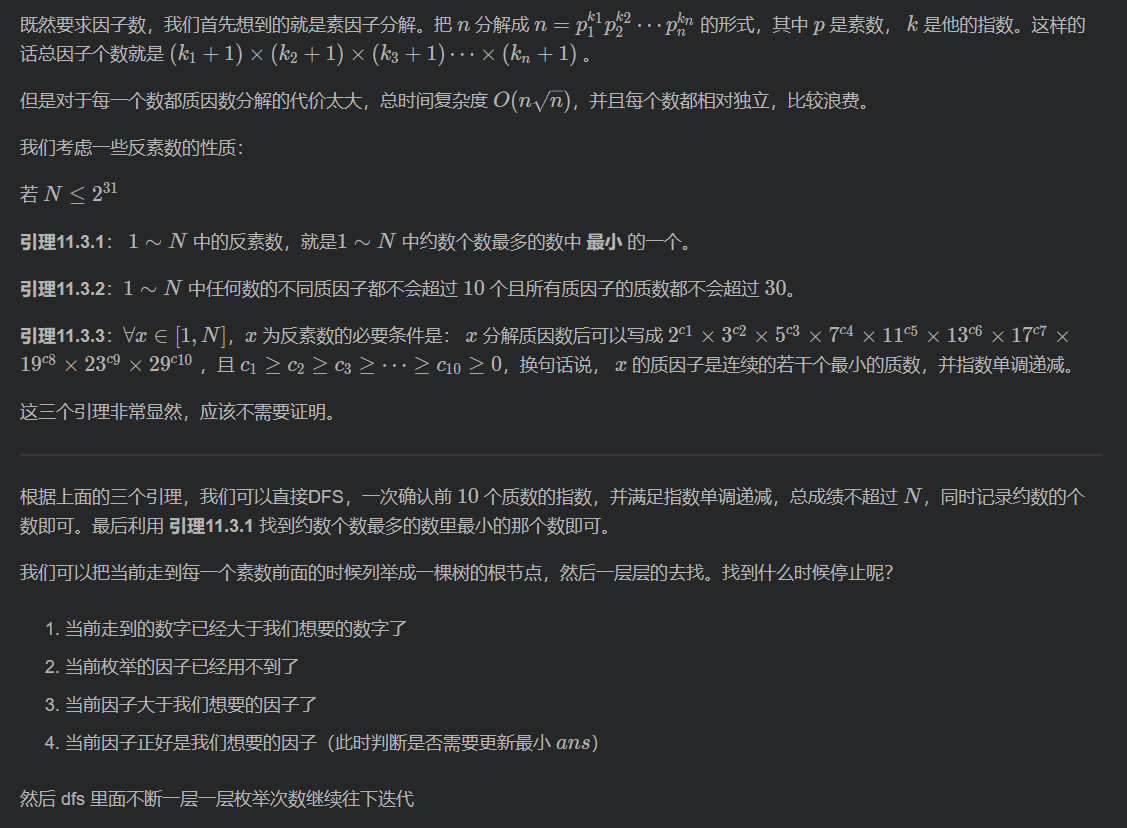 既然要求因子数，我们首先想到的就是素因子分解。把 $n$ 分解成 $n = p_1^{k1} p_2^{k2} \cdots p_n^{k_n}$ 的形式，其中 $p$ 是素数， $k$ 是他的指数。这样的
话总因子个数就是 $(k_1 + 1) \times (k_2 + 1) \times (k_3 + 1) \cdots \times (k_n + 1)$ 。
但是对于每一个数都质因数分解的代价太大，总时间复杂度 $O(n\sqrt{n})$，并且每个数都相对独立，比较浪费。
我们考虑一些反素数的性质：
若 $N \leq 2^{31}$
引理11.3.1： $1 \sim N$ 中的反素数，就是$1 \sim N$ 中约数个数最多的数中 最小 的一个。
引理11.3.2：$1 \sim N$ 中任何数的不同质因子都不会超过 $10$ 个且所有质因子的质数都不会超过 $30$。
引理11.3.3：$\forall x \in [1, N]$，$x$ 为反素数的必要条件是： $x$ 分解质因数后可以写成 $2^{c1} \times 3^{c2} \times 5^{c3} \times 7^{c4} \times 11^{c5} \times 13^{c6} \times 17^{c7} \times$
$19^{c8} \times 23^{c9} \times 29^{c10}$ ，且 $c_1 \geq c_2 \geq c_3 \geq \cdots \geq c_{10} \geq 0$，换句话说， $x$ 的质因子是连续的若干个最小的质数，并指数单调递减。
这三个引理非常显然，应该不需要证明。
根据上面的三个引理，我们可以直接DFS，一次确认前 $10$ 个质数的指数，并满足指数单调递减，总成绩不超过 $N$，同时记录约数的个
数即可。最后利用 引理11.3.1 找到约数个数最多的数里最小的那个数即可。
我们可以把当前走到每一个素数前面的时候列举成一棵树的根节点，然后一层层的去找。找到什么时候停止呢？
1. 当前走到的数字已经大于我们想要的数字了
2. 当前枚举的因子已经用不到了
3. 当前因子大于我们想要的因子了
4. 当前因子正好是我们想要的因子（此时判断是否需要更新最小 $ans$）
然后 dfs 里面不断一层一层枚举次数继续往下迭代